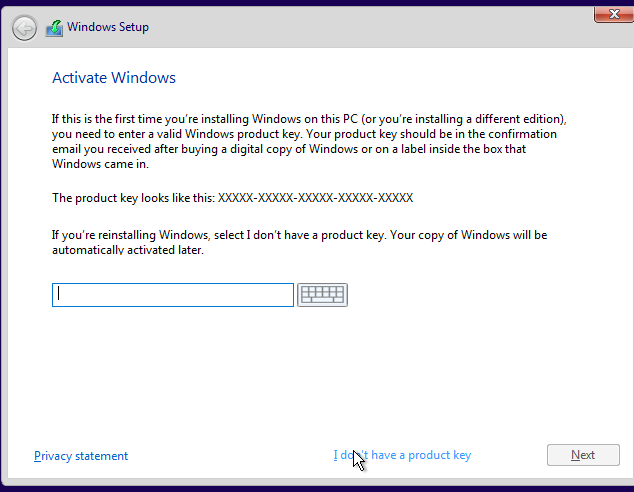 Windows Setup
Activate Windows
If this is the first time you're installing Windows on this PC (or you're installing a different edition),
you need to enter a valid Windows product key. Your product key should be in the confirmation
email you received after buying a digital copy of Windows or on a label inside the box that
Windows came in.
The product key looks like this: XXXXX-XXXXX-XXXXX-XXXXX-XXXXX
If you're reinstalling Windows, select I don't have a product key. Your copy of Windows will be
automatically activated later.
Privacy statement
I don't have a product key
Next